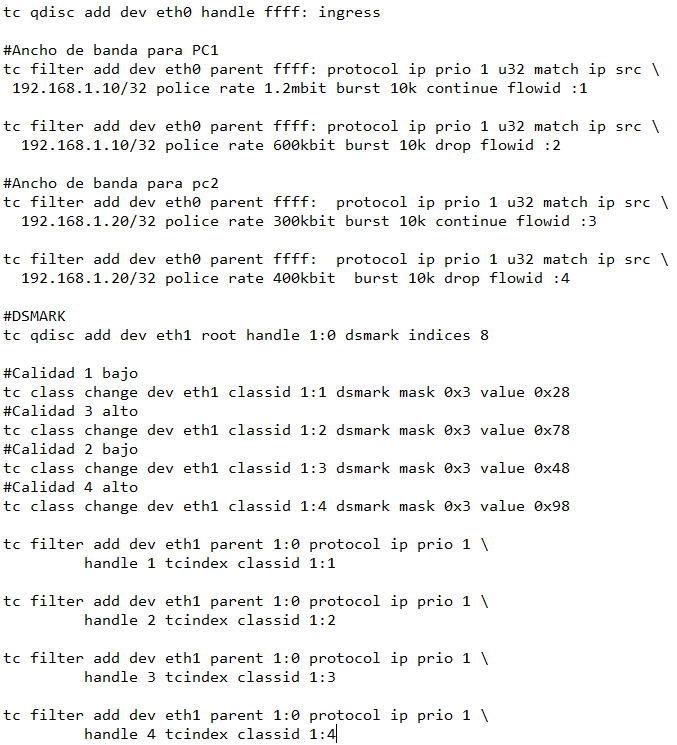 tc qdisc add dev eth0 handle ffff: ingress
#Ancho de banda para PC1
tc filter add dev eth0 parent ffff: protocol ip prio 1 u32 match ip src \
192.168.1.10/32 police rate 1.2mbit burst 10k continue flowid :1
tc filter add dev eth0 parent ffff: protocol ip prio 1 u32 match ip src \
192.168.1.10/32 police rate 600kbit burst 10k drop flowid :2
#Ancho de banda para pc2
tc filter add dev eth0 parent ffff:  protocol ip prio 1 u32 match ip src \
192.168.1.20/32 police rate 300kbit burst 10k continue flowid :3
tc filter add dev eth0 parent ffff:  protocol ip prio 1 u32 match ip src \
192.168.1.20/32 police rate 400kbit  burst 10k drop flowid :4
#DSMARK
tc qdisc add dev eth1 root handle 1:0 dsmark indices 8
#Calidad 1 bajo
tc class change dev eth1 classid 1:1 dsmark mask 0x3 value 0x28
#Calidad 3 alto
tc class change dev eth1 classid 1:2 dsmark mask 0x3 value 0x78
#Calidad 2 bajo
tc class change dev eth1 classid 1:3 dsmark mask 0x3 value 0x48
#Calidad 4 alto
tc class change dev eth1 classid 1:4 dsmark mask 0x3 value 0x98
tc filter add dev eth1 parent 1:0 protocol ip prio 1 \
handle 1 tcindex classid 1:1
tc filter add dev eth1 parent 1:0 protocol ip prio 1 \
handle 2 tcindex classid 1:2
tc filter add dev eth1 parent 1:0 protocol ip prio 1 \
handle 3 tcindex classid 1:3
tc filter add dev eth1 parent 1:0 protocol ip prio 1 \
handle 4 tcindex classid 1:4